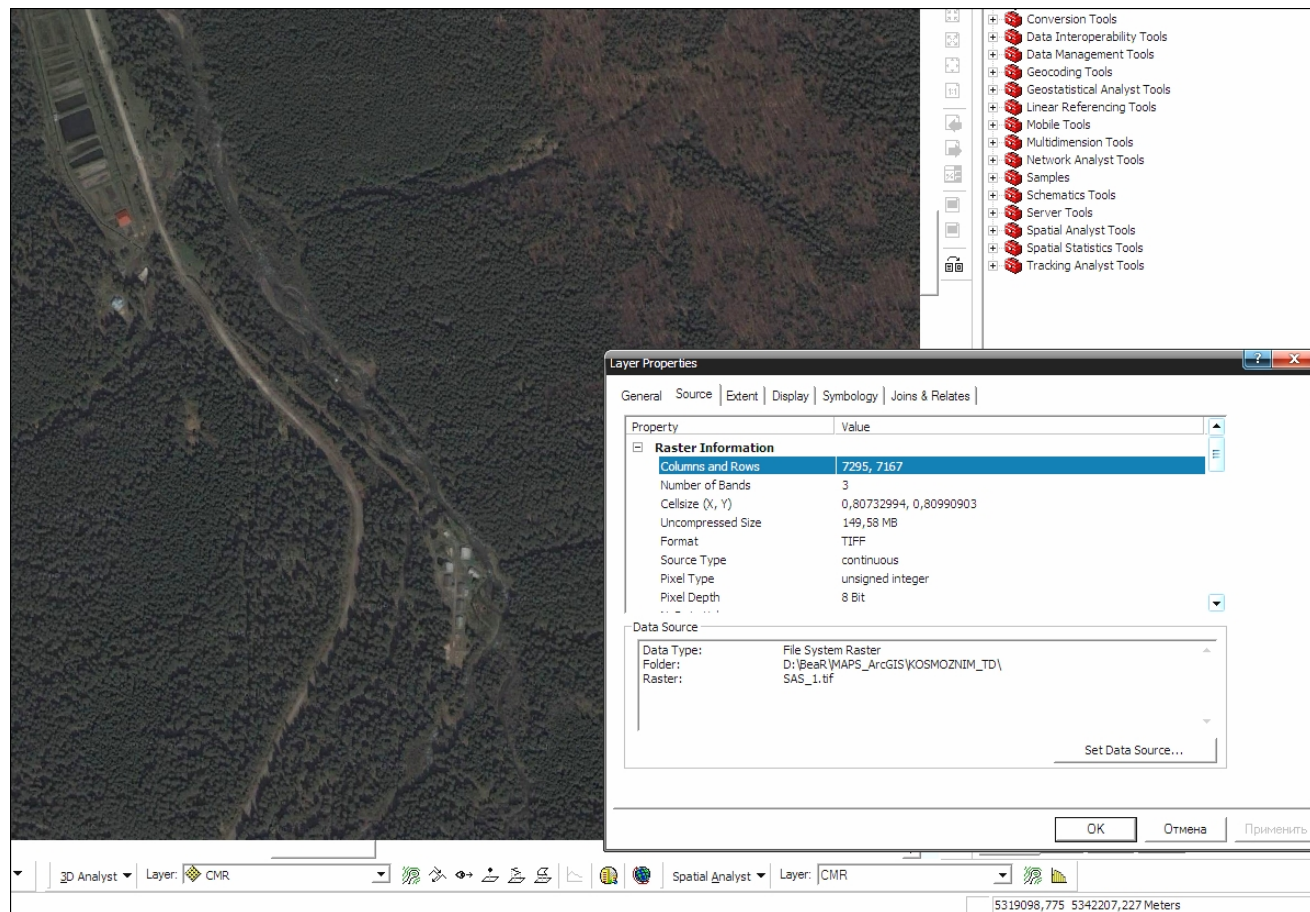 Conversion Tools
Data Interoperability Tools
Data Management Tools
Geocoding Tools
Geostatistical Analyst Tools
Linear Referencing Tools
Mobile Tools
Multidimension Tools
Network Analyst Tools
Samples
Schematics Tools
Server Tools
Spatial Analyst Tools
Spatial Statistics Tools
Tracking Analyst Tools
1:1
Layer Properties
General Source Extent Display Symbology Joins & Relates
Property Value
Raster Information
Columns and Rows 7295, 7167
Number of Bands 3
Cellsize (X, Y) 0,80732994, 0,80990903
Uncompressed Size 149,58 MB
Format TIFF
Source Type continuous
Pixel Type unsigned integer
Pixel Depth 8 Bit
Data Source
Data Type: File System Raster
Folder: D:\BeaR\MAPS_ArcGIS\KOSMOZNIM_TD\
Raster: SAS_1.tif
Set Data Source...
OK Отмена Применить
3D Analyst Layer: CMR Spatial Analyst Layer: CMR
5319098,775 5342207,227 Meters